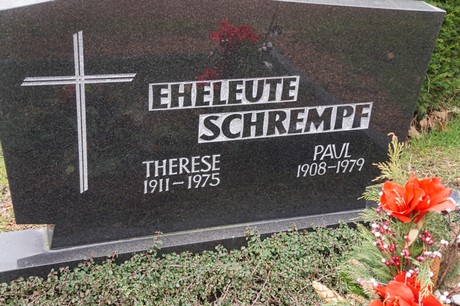 EHELEUTE
SCHREMPF
THERESE
1911-1975
PAUL
1908-1979